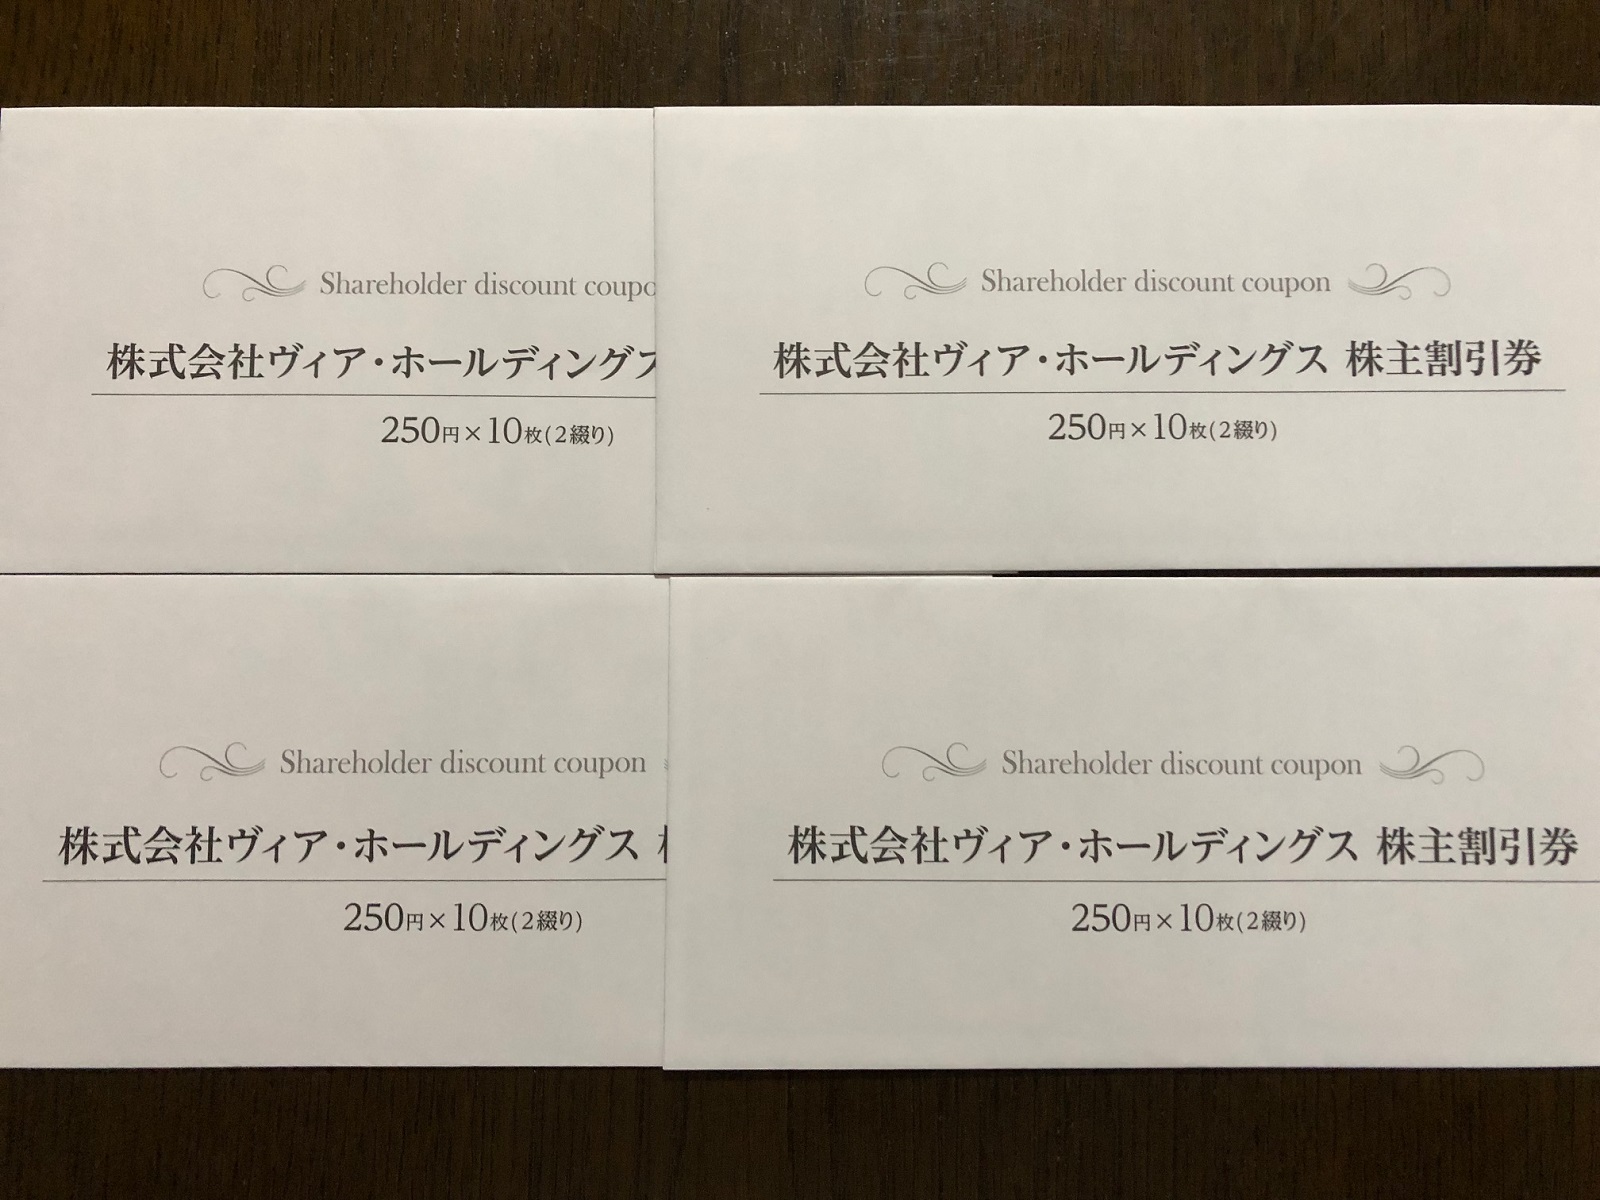 Shareholder discount coupo
株式会社ヴィア・ホールディングス
250円×10枚(2綴り)
Shareholder discount coupon
株式会社ヴィア・ホールディングス 株主割引券
250円×10枚(2綴り)
Shareholder discount coupon
株式会社ヴィア・ホールディングス
250円×10枚(2綴り)
Shareholder discount coupon
株式会社ヴィア・ホールディングス 株主割引券
250円×10枚(2綴り)